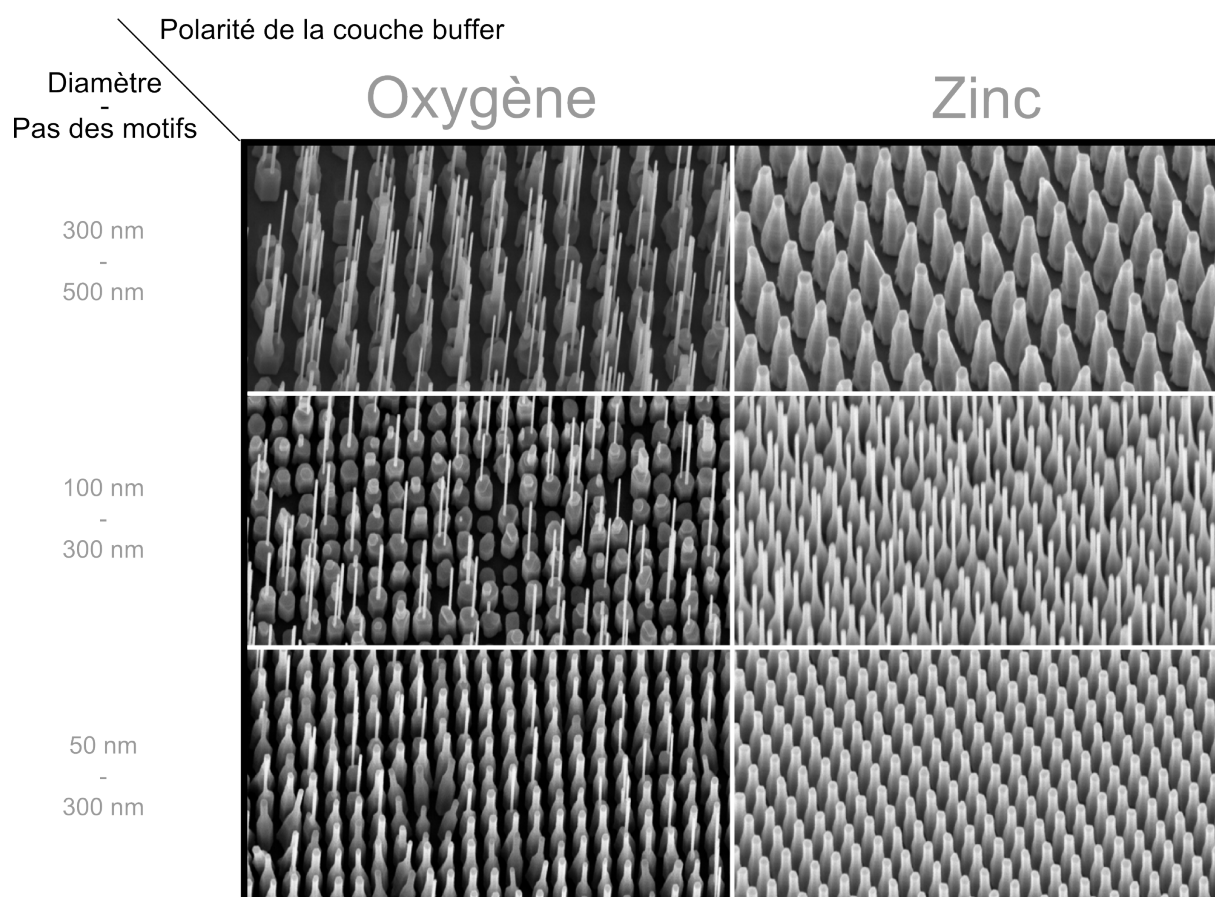 Polarité de la couche buffer
Diamètre
-
Pas des motifs
Oxygène
Zinc
300 nm
-
500 nm
100 nm
-
300 nm
50 nm
-
300 nm